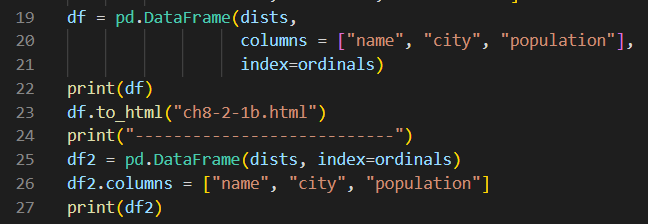 19 df = pd.DataFrame(dists,
20 columns = ["name", "city", "population"],
21 index=ordinals)
22 print(df)
23 df.to_html("ch8-2-1b.html")
24 print("---------------------------")
25 df2 = pd.DataFrame(dists, index=ordinals)
26 df2.columns = ["name", "city", "population"]
27 print(df2)